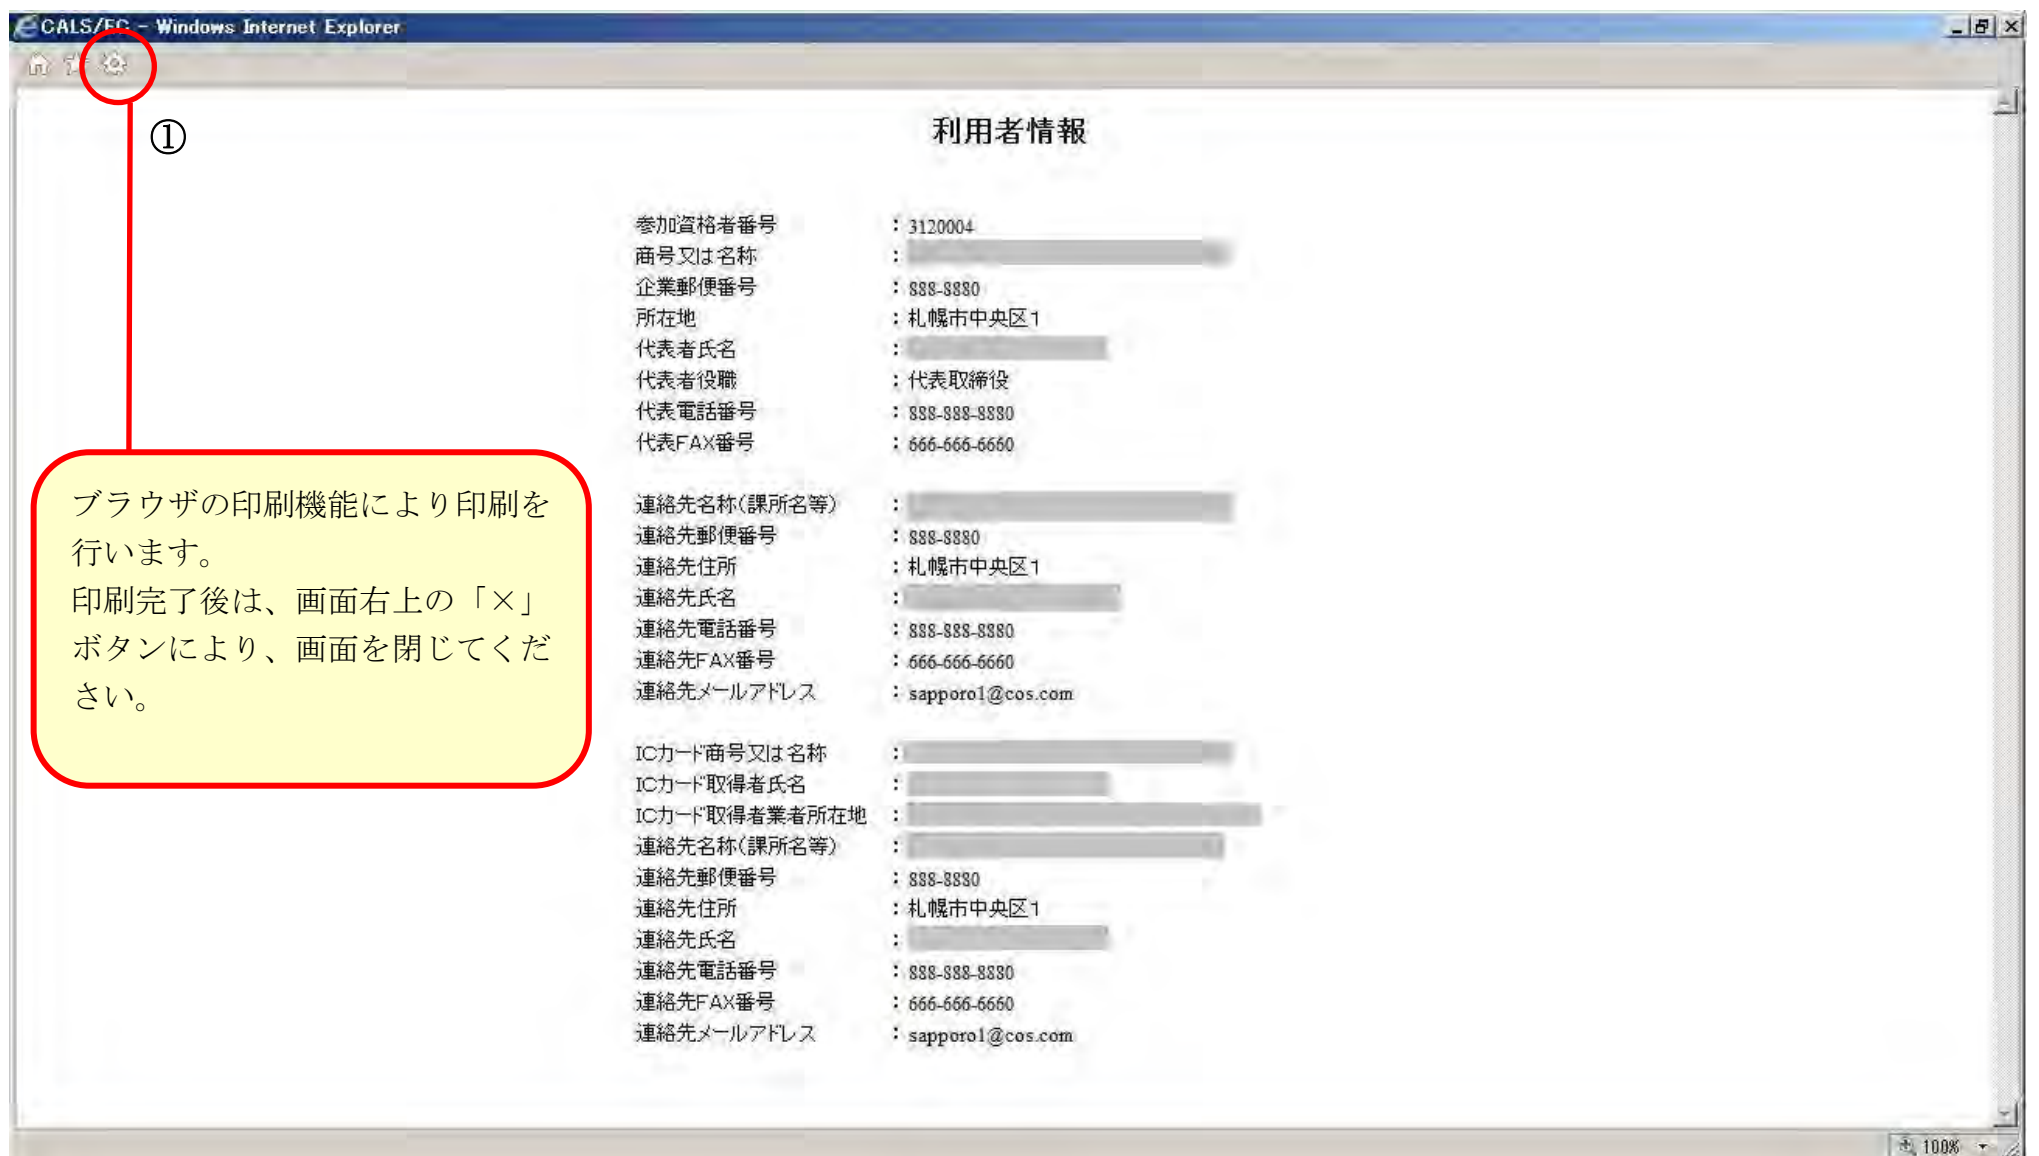 CALS/EC - Windows Internet Explorer
①
利用者情報
参加資格者番号 : 3120004
商号又は名称 :
企業郵便番号 : 888-8880
所在地 : 札幌市中央区1
代表者氏名 :
代表者役職 : 代表取締役
代表電話番号 : 888-888-8880
代表FAX番号 : 666-666-6660
連絡先名称(課所名等) :
連絡先郵便番号 : 888-8880
連絡先住所 : 札幌市中央区1
連絡先氏名 :
連絡先電話番号 : 888-888-8880
連絡先FAX番号 : 666-666-6660
連絡先メールアドレス : sapporo1@cos.com
ICカード商号又は名称 :
ICカード取得者氏名 :
ICカード取得者業者所在地 :
連絡先名称(課所名等) :
連絡先郵便番号 : 888-8880
連絡先住所 : 札幌市中央区1
連絡先氏名 :
連絡先電話番号 : 888-888-8880
連絡先FAX番号 : 666-666-6660
連絡先メールアドレス : sapporo1@cos.com
ブラウザの印刷機能により印刷を
行います。
印刷完了後は、画面右上の「×」
ボタンにより、画面を閉じてくだ
さい。
100%